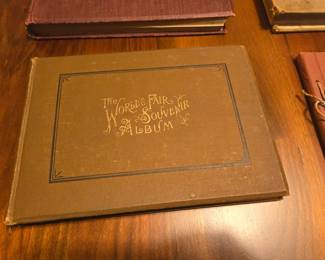 The
World's Fair
Souvenir
Album